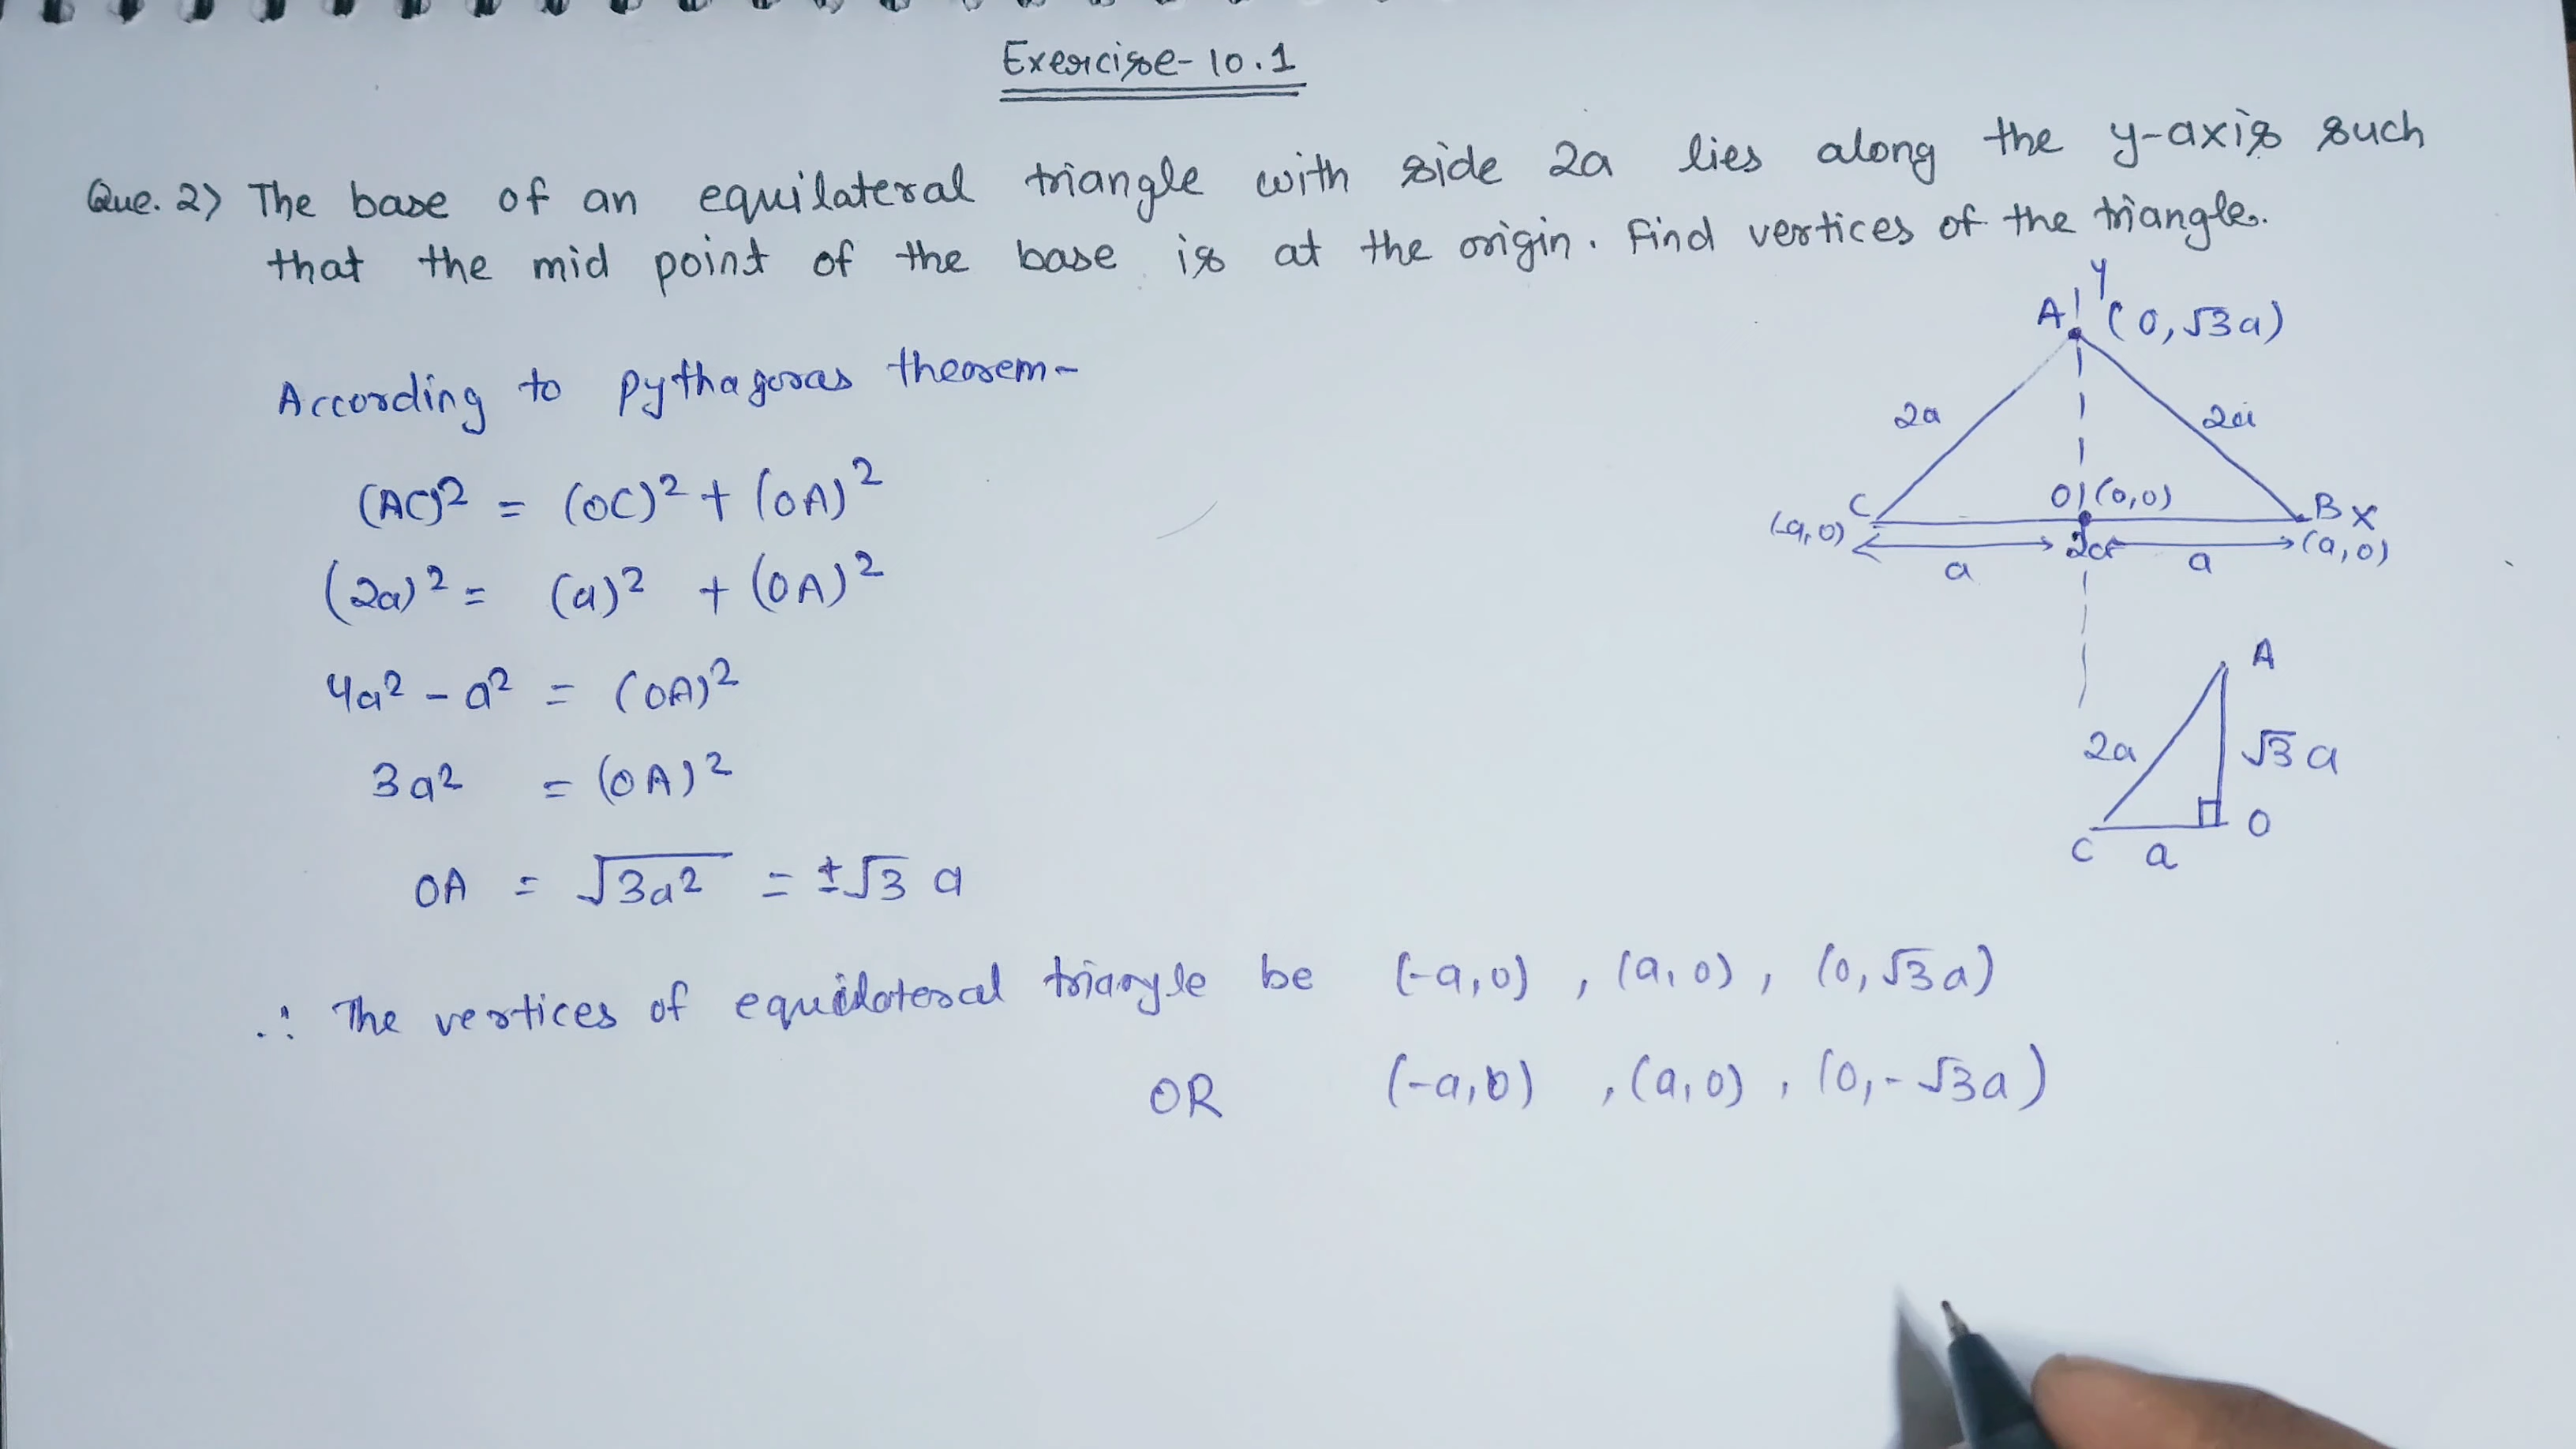 Exercise-10.1
Que. 2) The base of an equilateral triangle with side 2a lies along the y-axis such
that the mid point of the base is at the origin. Find vertices of the triangle.
According to pythagoras theorem-
(AC)² = (OC)² + (OA)²
(2a)² = (a)² + (OA)²
4a² - a² = (OA)²
3a² = (OA)²
OA = √3a² = ±√3 a
∴ The vertices of equilateral triangle be (-a,0) , (a,0) , (0,√3a)
OR (-a,0) , (a,0) , (0,-√3a)
Y
A (0,√3a)
2a 2a
C O (0,0) B X
(-a,0) 2a (a,0)
a a
A
2a √3 a
C a O